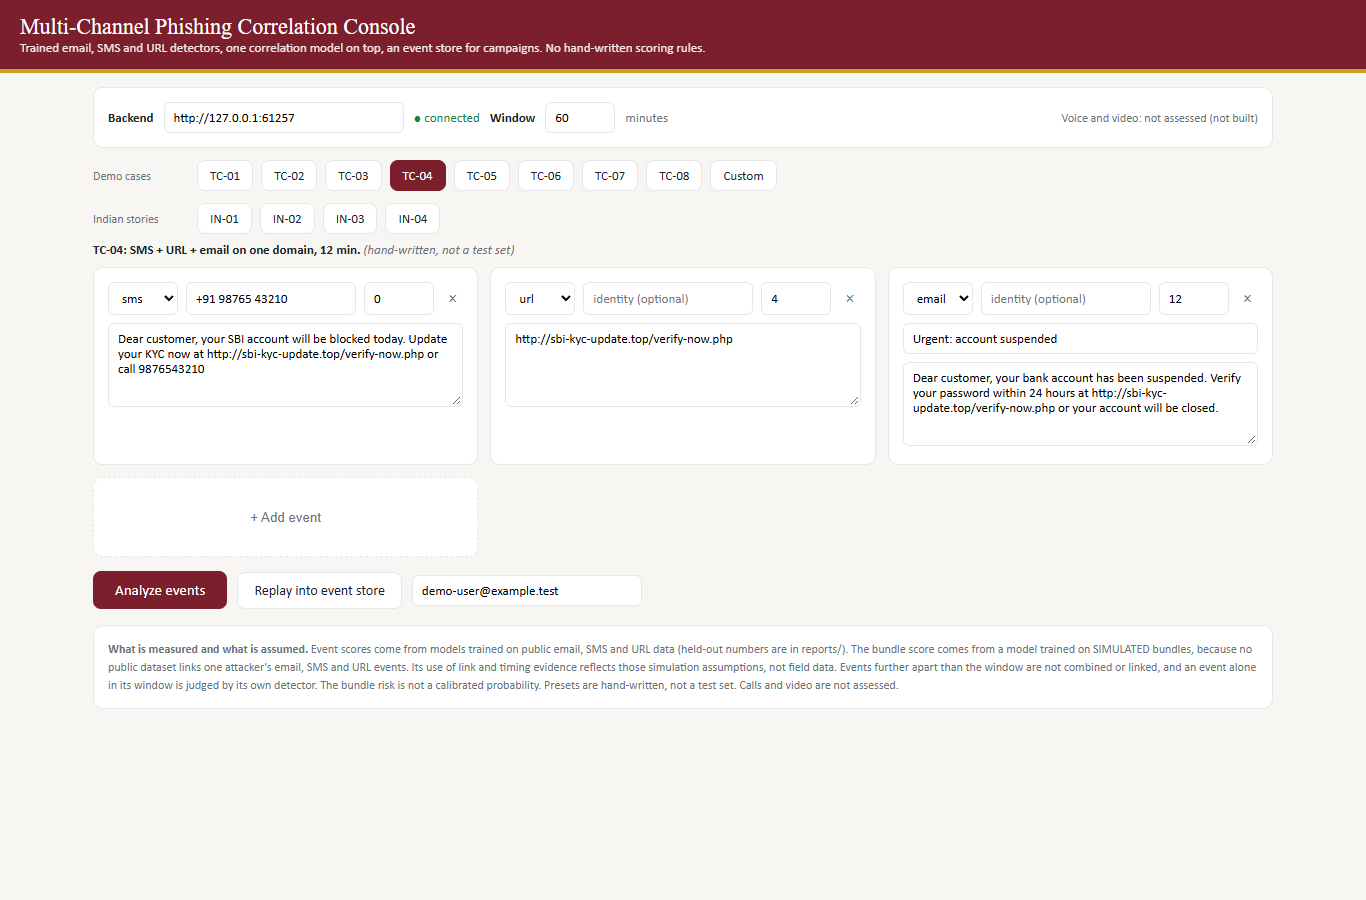 Multi-Channel Phishing Correlation Console
Trained email, SMS and URL detectors, one correlation model on top, an event store for campaigns. No hand-written scoring rules.
Backend http://127.0.0.1:61257 ● connected Window 60 minutes Voice and video: not assessed (not built)
Demo cases TC-01 TC-02 TC-03 TC-04 TC-05 TC-06 TC-07 TC-08 Custom
Indian stories IN-01 IN-02 IN-03 IN-04
TC-04: SMS + URL + email on one domain, 12 min. (hand-written, not a test set)
sms +91 98765 43210 0 ×
Dear customer, your SBI account will be blocked today. Update
your KYC now at http://sbi-kyc-update.top/verify-now.php or
call 9876543210
url identity (optional) 4 ×
http://sbi-kyc-update.top/verify-now.php
email identity (optional) 12 ×
Urgent: account suspended
Dear customer, your bank account has been suspended. Verify
your password within 24 hours at http://sbi-kyc-
update.top/verify-now.php or your account will be closed.
+ Add event
Analyze events Replay into event store demo-user@example.test
What is measured and what is assumed. Event scores come from models trained on public email, SMS and URL data (held-out numbers are in reports/). The bundle score comes from a model trained on SIMULATED bundles, because no
public dataset links one attacker's email, SMS and URL events. Its use of link and timing evidence reflects those simulation assumptions, not field data. Events further apart than the window are not combined or linked, and an event alone
in its window is judged by its own detector. The bundle risk is not a calibrated probability. Presets are hand-written, not a test set. Calls and video are not assessed.